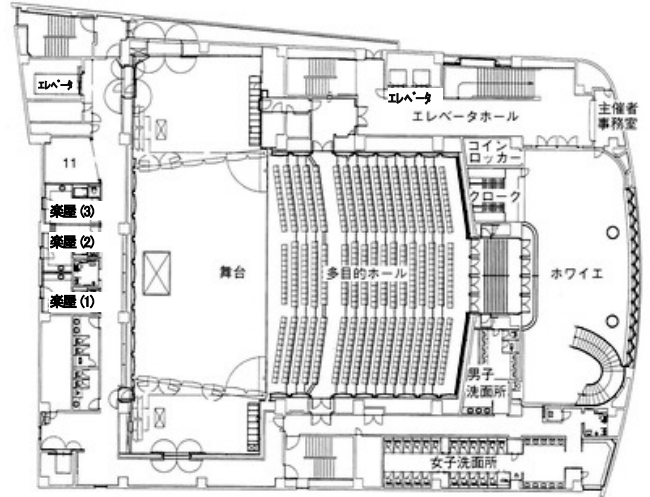 エレベータ
エレベータ
エレベータホール
主催者
事務室
コイン
ロッカー
11
クローク
楽屋(3)
楽屋(2)
舞台
多目的ホール
ホワイエ
楽屋(1)
男子
洗面所
女子洗面所